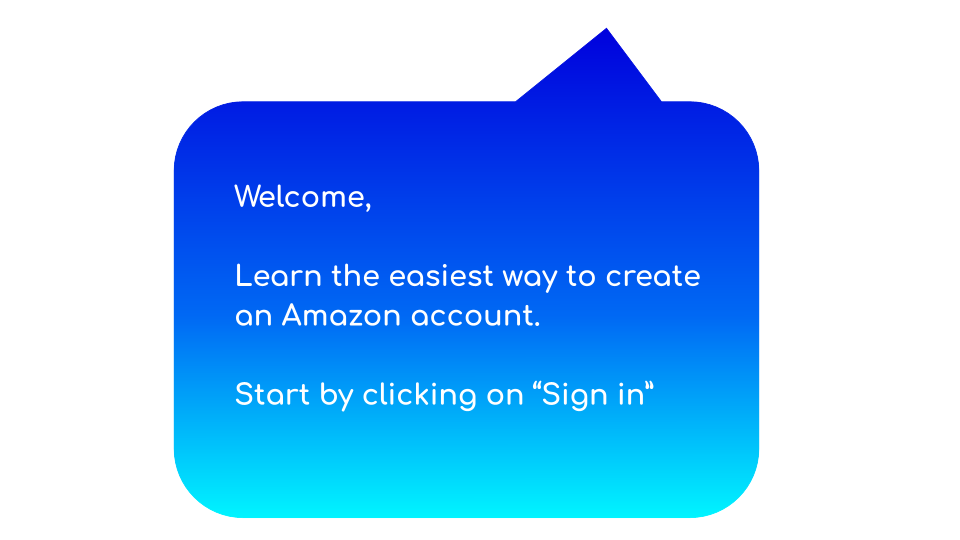 Welcome,
Learn the easiest way to create
an Amazon account.
Start by clicking on “Sign in”